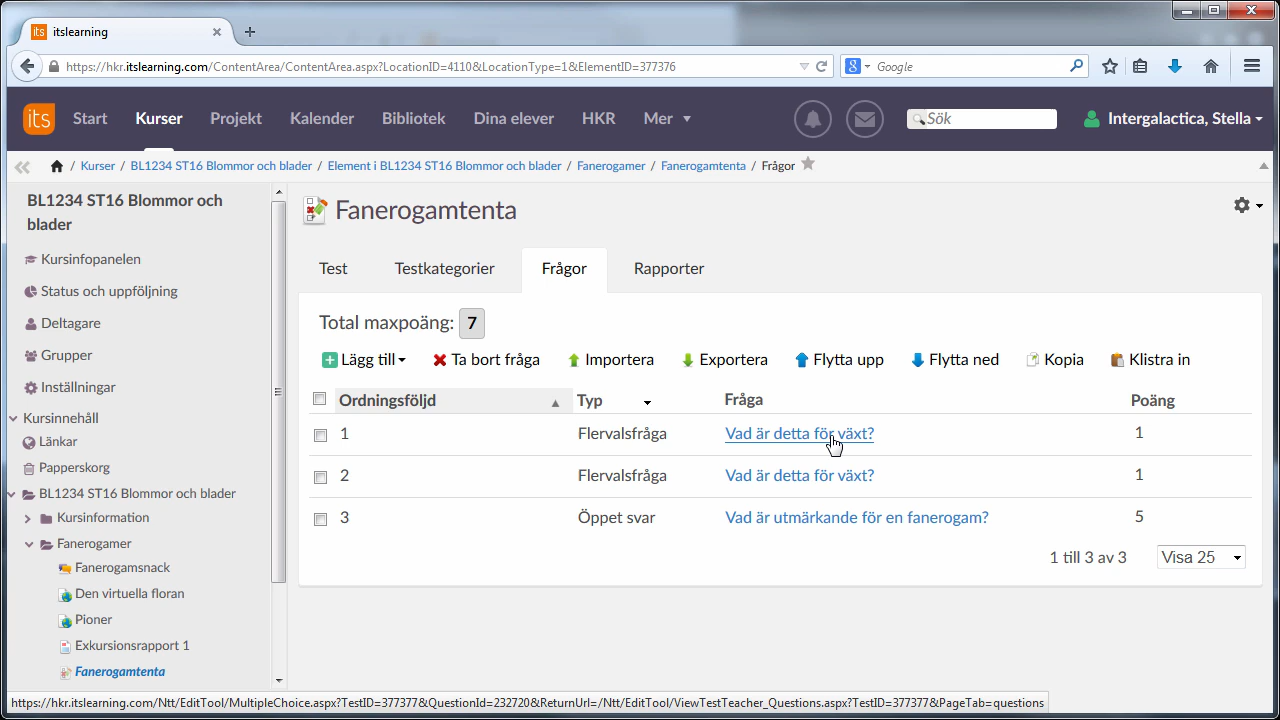 its itslearning × +
https://hkr.itslearning.com/ContentArea/ContentArea.aspx?LocationID=4110&LocationType=1&ElementID=377376
8 Google
its Start Kurser Projekt Kalender Bibliotek Dina elever HKR Mer Sök Intergalactica, Stella
/ Kurser / BL1234 ST16 Blommor och blader / Element i BL1234 ST16 Blommor och blader / Fanerogamer / Fanerogamtenta / Frågor
BL1234 ST16 Blommor och
blader
Kursinfopanelen
Status och uppföljning
Deltagare
Grupper
Inställningar
Kursinnehåll
Länkar
Papperskorg
BL1234 ST16 Blommor och blader
Kursinformation
Fanerogamer
Fanerogamsnack
Den virtuella floran
Pioner
Exkursionsrapport 1
Fanerogamtenta
Fanerogamtenta
Test Testkategorier Frågor Rapporter
Total maxpoäng: 7
Lägg till Ta bort fråga Importera Exportera Flytta upp Flytta ned Kopia Klistra in
Ordningsföljd Typ Fråga Poäng
1 Flervalsfråga Vad är detta för växt? 1
2 Flervalsfråga Vad är detta för växt? 1
3 Öppet svar Vad är utmärkande för en fanerogam? 5
1 till 3 av 3 Visa 25
https://hkr.itslearning.com/Ntt/EditTool/MultipleChoice.aspx?TestID=377377&QuestionId=232720&ReturnUrl=/Ntt/EditTool/ViewTestTeacher_Questions.aspx?TestID=377377&PageTab=questions